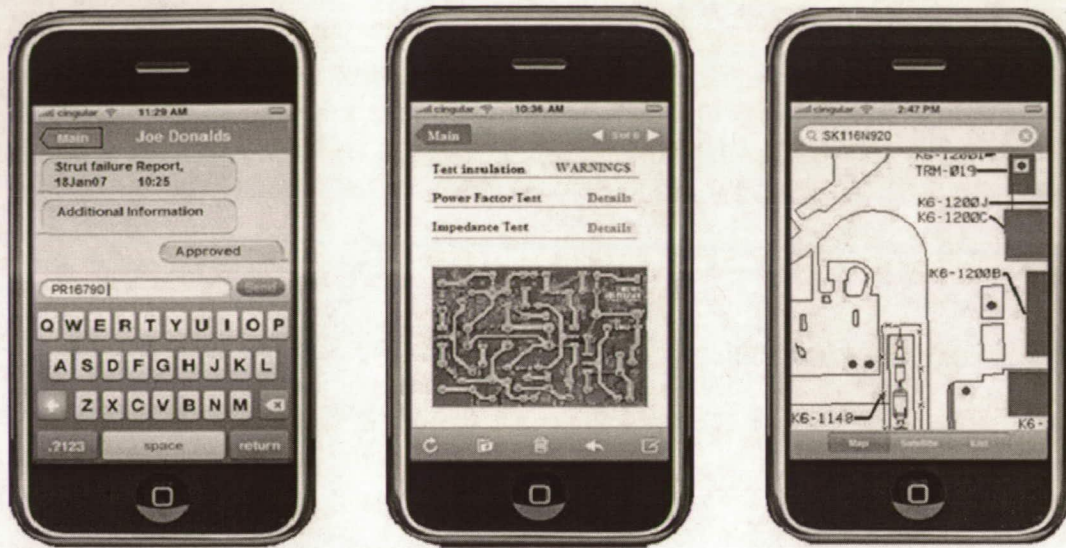 cingular 11:29 AM
Main Joe Donalds
Strut failure Report,
18Jan07 10:25
Additional Information
Approved
PR16790
Send
Q W E R T Y U I O P
A S D F G H J K L
Z X C V B N M
.?123 space return
cingular 10:36 AM
Main
Test insulation WARNINGS
Power Factor Test Details
Impedance Test Details
cingular 2:47 PM
SK116N920
TRM-019
K6-1200J
K6-1200C
K6-1200B
K6-1140
K6-
Map Satellite List